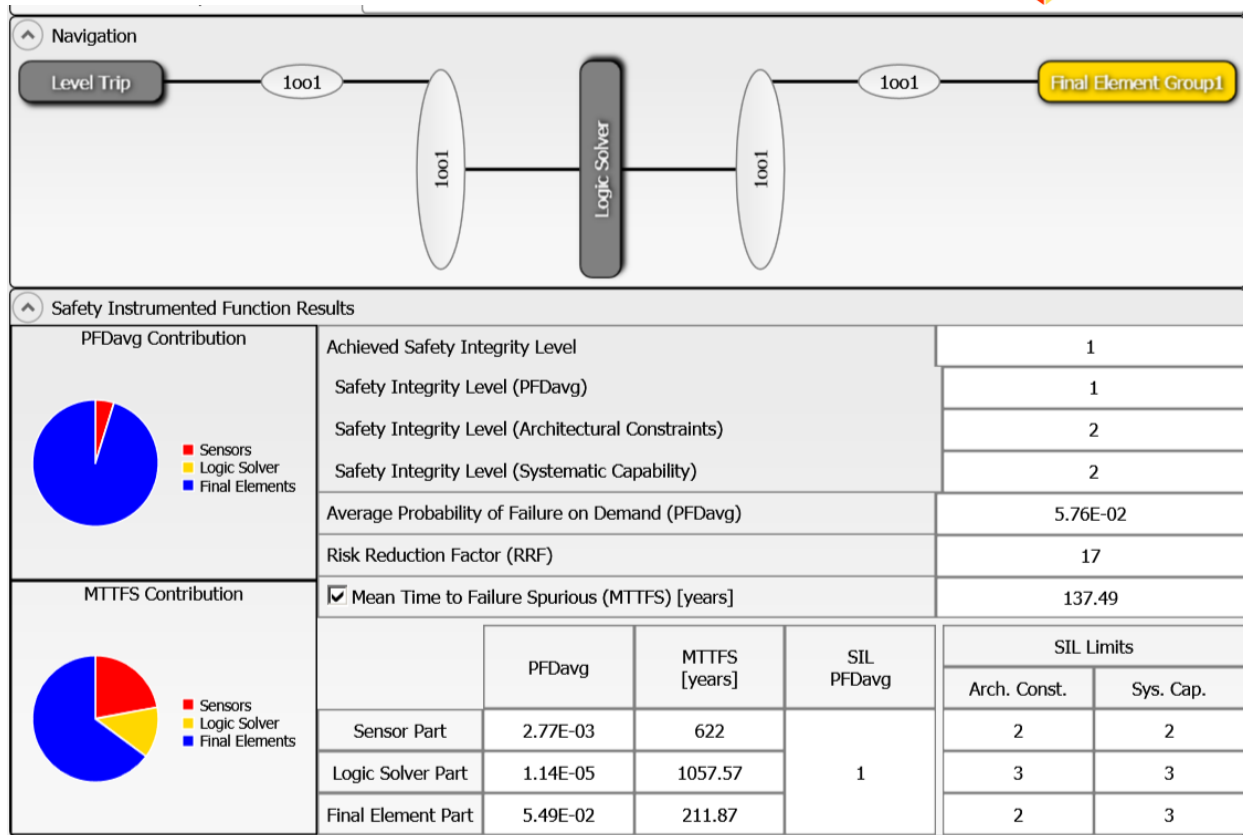 Navigation
Level Trip
1oo1
1oo1
Logic Solver
1oo1
1oo1
Final Element Group1
Safety Instrumented Function Results
PFDavg Contribution
Sensors
Logic Solver
Final Elements
Achieved Safety Integrity Level 1
Safety Integrity Level (PFDavg) 1
Safety Integrity Level (Architectural Constraints) 2
Safety Integrity Level (Systematic Capability) 2
Average Probability of Failure on Demand (PFDavg) 5.76E-02
Risk Reduction Factor (RRF) 17
MTTFS Contribution
Sensors
Logic Solver
Final Elements
Mean Time to Failure Spurious (MTTFS) [years] 137.49
PFDavg
MTTFS
[years]
SIL
PFDavg
SIL Limits
Arch. Const. Sys. Cap.
Sensor Part 2.77E-03 622 2 2
Logic Solver Part 1.14E-05 1057.57 1 3 3
Final Element Part 5.49E-02 211.87 2 3